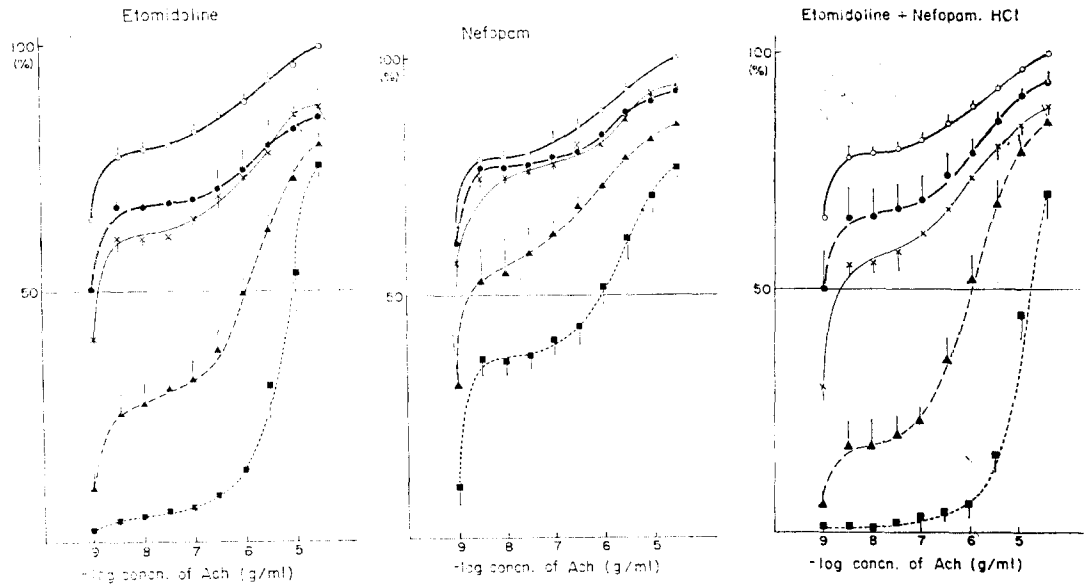 Etomidoline
100
(%)
50
9 8 7 6 5
-log concn. of Ach (g/ml)
Nefopam
100
(%)
50
9 8 7 6 5
-log concn. of Ach (g/ml)
Etomidoline + Nefopam. HCl
100
(%)
50
9 8 7 6 5
-log concn. of Ach (g/ml)